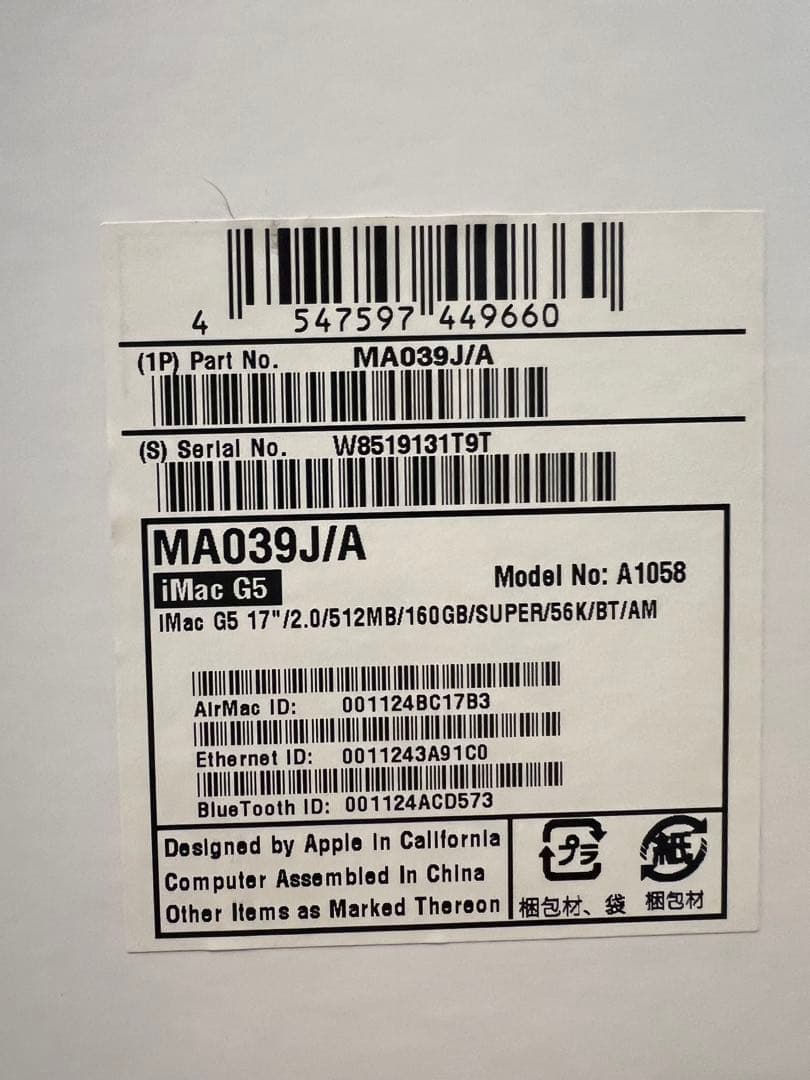 4 547597 449660
(1P) Part No. MA039J/A
(S) Serial No. W8519131T9T
MA039J/A
iMac G5
Model No: A1058
iMac G5 17"/2.0/512MB/160GB/SUPER/56K/BT/AM
AirMac ID: 001124BC17B3
Ethernet ID: 0011243A91C0
BlueTooth ID: 001124ACD573
Designed by Apple in California
Computer Assembled in China
Other Items as Marked Thereon
プラ
紙
梱包材、袋
梱包材